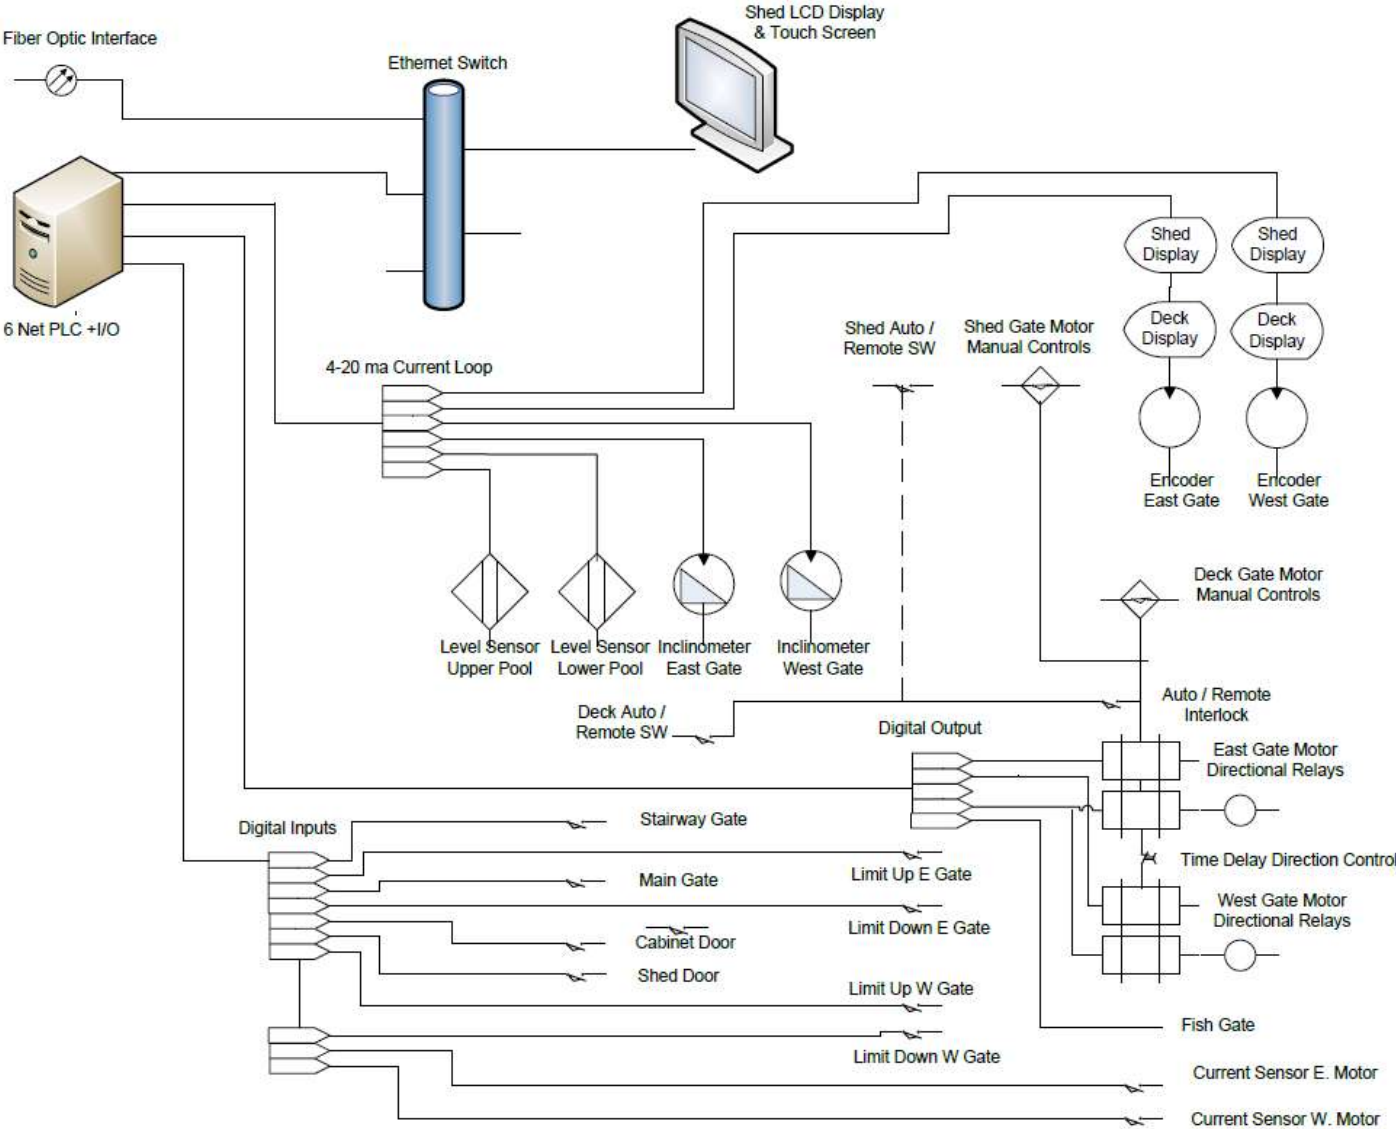 Shed LCD Display
& Touch Screen
Fiber Optic Interface
Ethernet Switch
6 Net PLC +I/O
4-20 ma Current Loop
Shed
Display
Shed
Display
Deck
Display
Deck
Display
Shed Auto /
Remote SW
Shed Gate Motor
Manual Controls
Encoder
East Gate
Encoder
West Gate
Deck Gate Motor
Manual Controls
Level Sensor
Upper Pool
Level Sensor
Lower Pool
Inclinometer
East Gate
Inclinometer
West Gate
Deck Auto /
Remote SW
Auto / Remote
Interlock
Digital Output
East Gate Motor
Directional Relays
Digital Inputs
Stairway Gate
Limit Up E Gate
Time Delay Direction Control
Main Gate
West Gate Motor
Directional Relays
Limit Down E Gate
Cabinet Door
Shed Door
Limit Up W Gate
Fish Gate
Limit Down W Gate
Current Sensor E. Motor
Current Sensor W. Motor